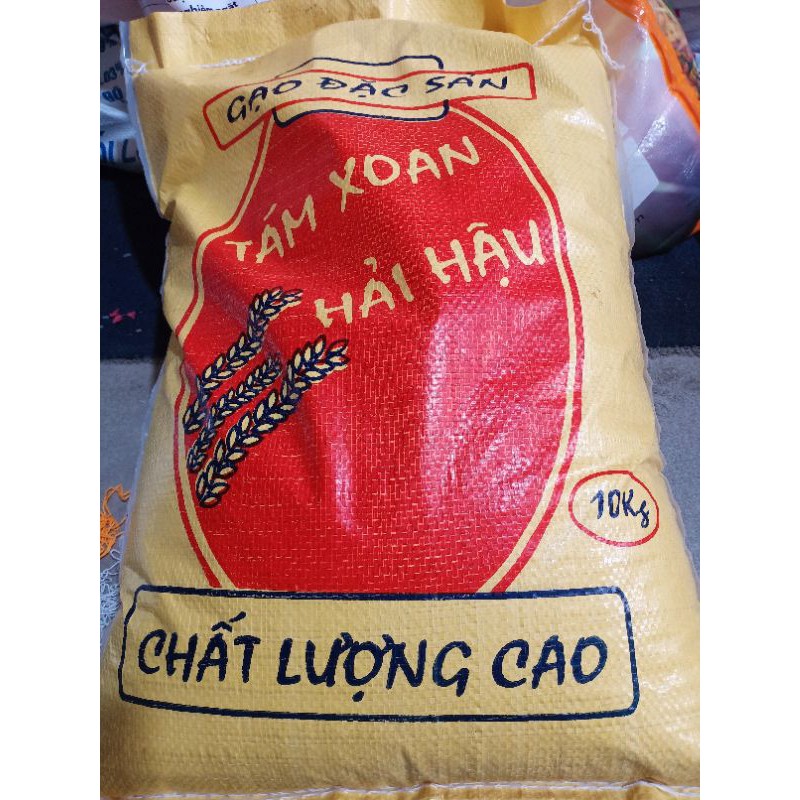 GẠO ĐẶC SẢN
TÁM XOAN
HẢI HẬU
10Kg
CHẤT LƯỢNG CAO